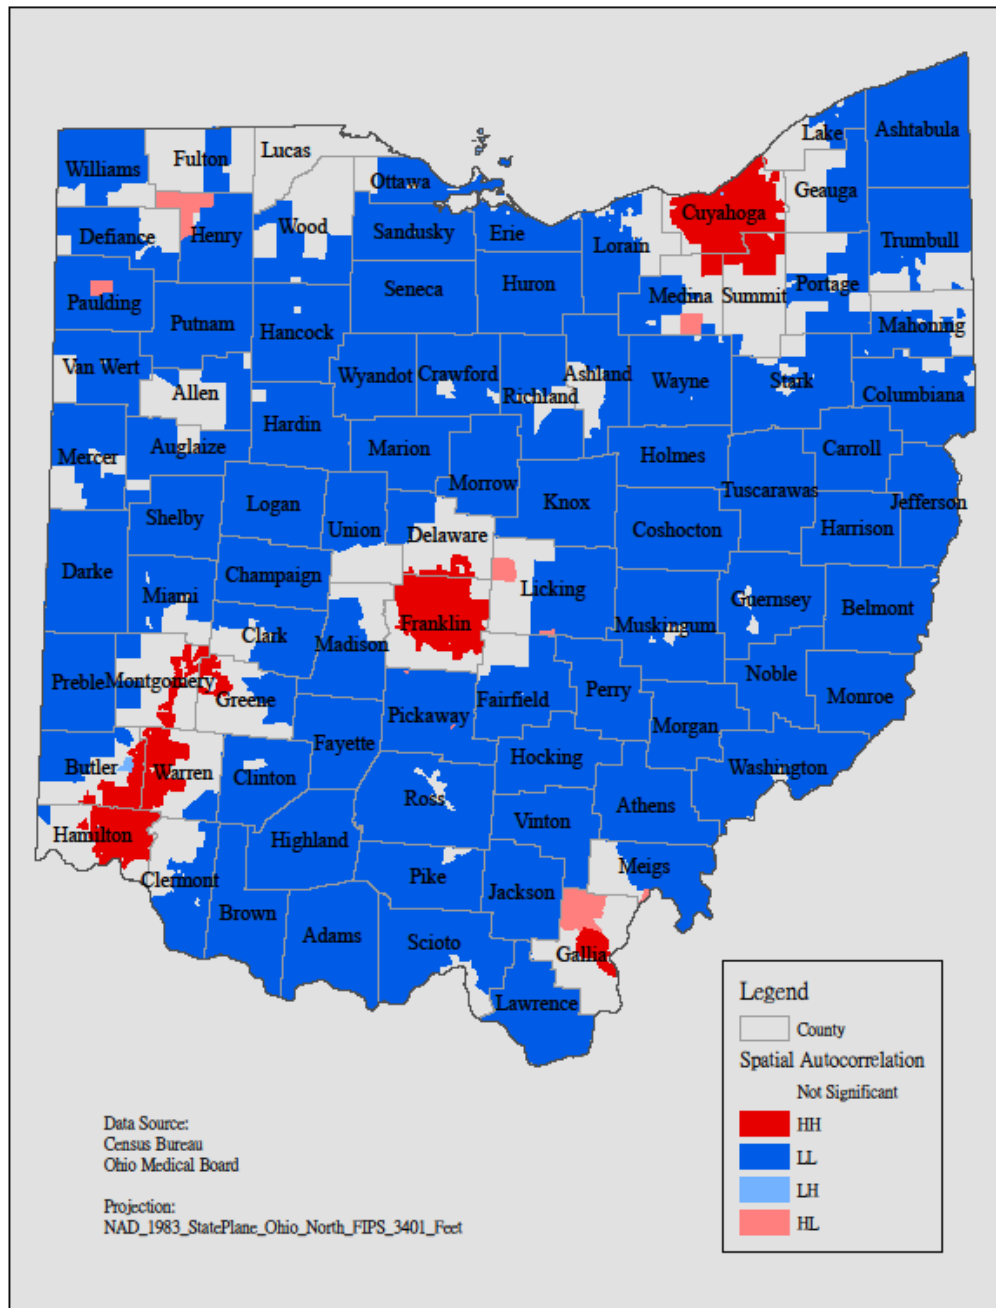 Lake
Ashtabula
Lucas
Fulton
Williams
Ottawa
Geauga
Cuyahoga
Wood
Defiance
Henry
Sandusky
Erie
Lorain
Trumbull
Seneca
Huron
Medina
Summit
Portage
Paulding
Putnam
Hancock
Mahoning
Van Wert
Wyandot
Crawford
Ashland
Wayne
Stark
Allen
Richland
Columbiana
Hardin
Auglaize
Marion
Carroll
Mercer
Holmes
Morrow
Tuscarawas
Logan
Knox
Jefferson
Shelby
Union
Delaware
Coshocton
Harrison
Darke
Champaign
Miami
Licking
Guernsey
Belmont
Franklin
Muskingum
Clark
Madison
Noble
Preble
Montgomery
Greene
Fairfield
Perry
Monroe
Pickaway
Morgan
Fayette
Hocking
Washington
Butler
Warren
Clinton
Ross
Athens
Vinton
Hamilton
Highland
Meigs
Clermont
Pike
Jackson
Brown
Adams
Scioto
Gallia
Lawrence
Legend
County
Spatial Autocorrelation
Not Significant
HH
LL
LH
HL
Data Source:
Census Bureau
Ohio Medical Board
Projection:
NAD_1983_StatePlane_Ohio_North_FIPS_3401_Feet